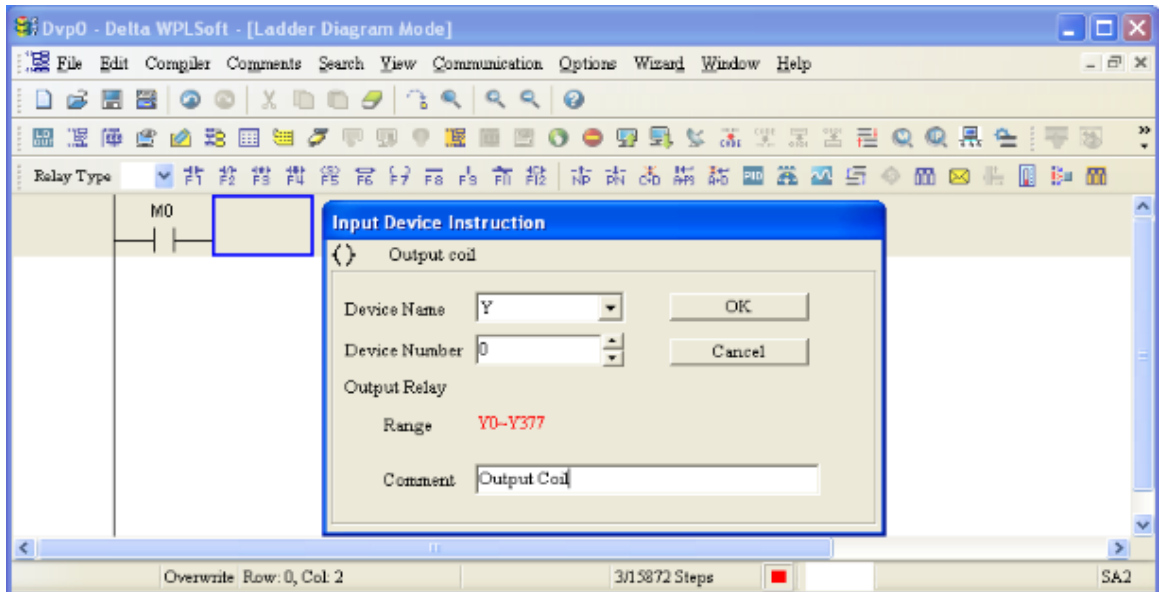 Dvp0 - Delta WPLSoft - [Ladder Diagram Mode]
File Edit Compiler Comments Search View Communication Options Wizard Window Help
Relay Type
M0
Input Device Instruction
Output coil
Device Name Y OK
Device Number 0 Cancel
Output Relay
Range Y0~Y377
Comment Output Coil
Overwrite Row: 0, Col: 2 3/15872 Steps SA2